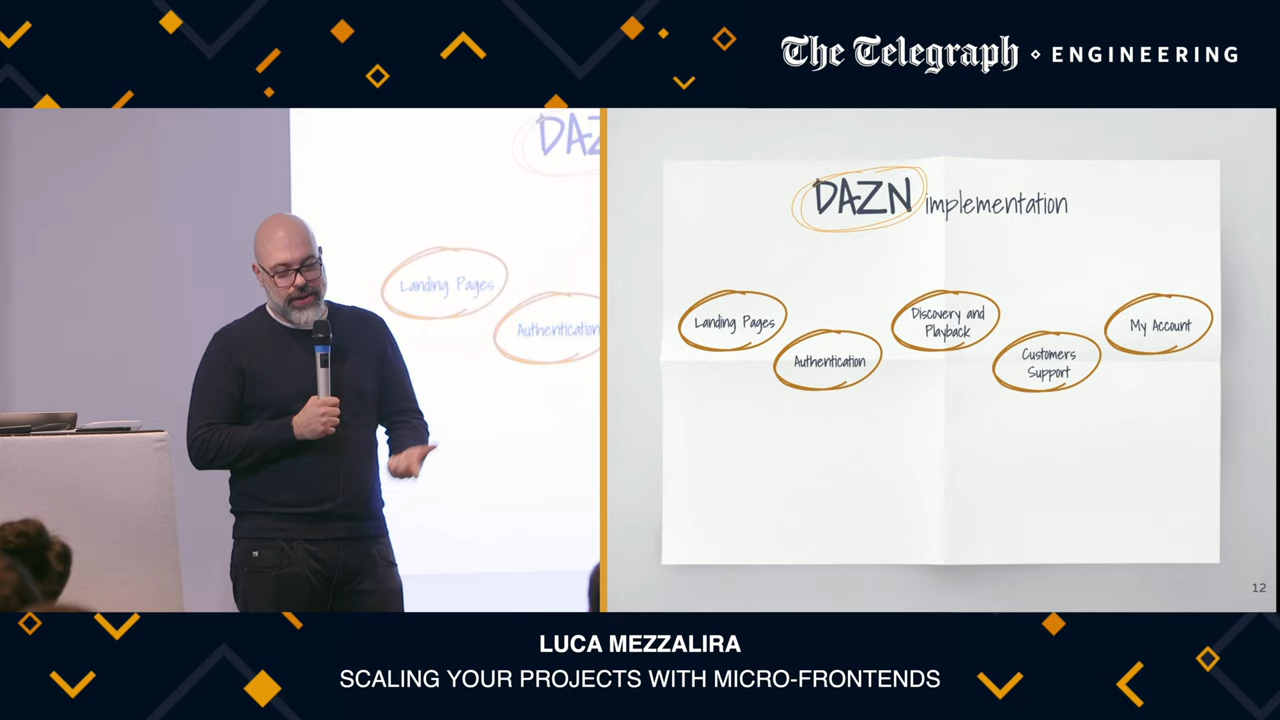 The Telegraph ENGINEERING
DAZ
Landing Pages
Authentication
DAZN implementation
Landing Pages
Authentication
Discovery and
Playback
Customers
Support
My Account
12
LUCA MEZZALIRA
SCALING YOUR PROJECTS WITH MICRO-FRONTENDS